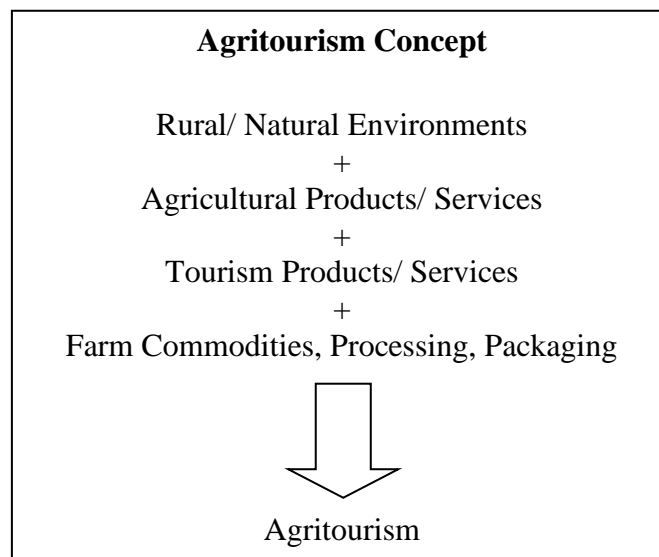 Agritourism Concept
Rural/ Natural Environments
+
Agricultural Products/ Services
+
Tourism Products/ Services
+
Farm Commodities, Processing, Packaging
Agritourism